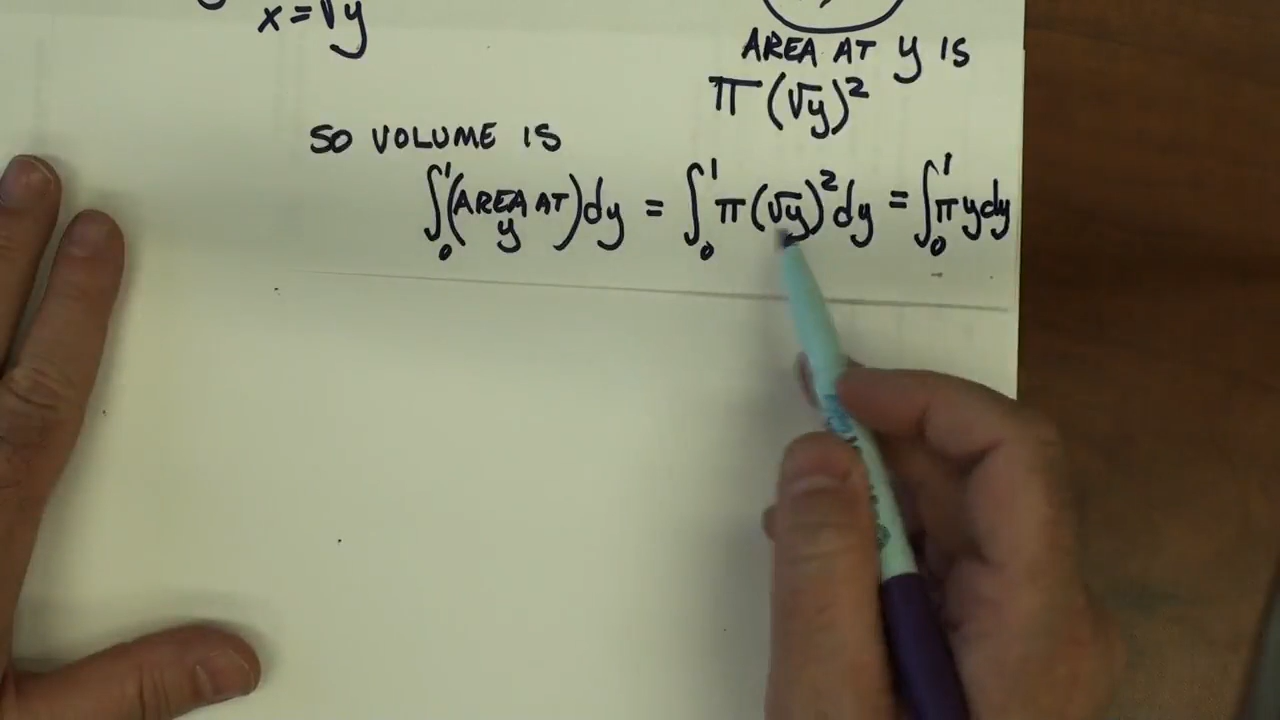 x = √y
AREA AT y IS
π(√y)²
SO VOLUME IS
∫₀¹ (AREA AT y) dy = ∫₀¹ π(√y)² dy = ∫₀¹ π y dy